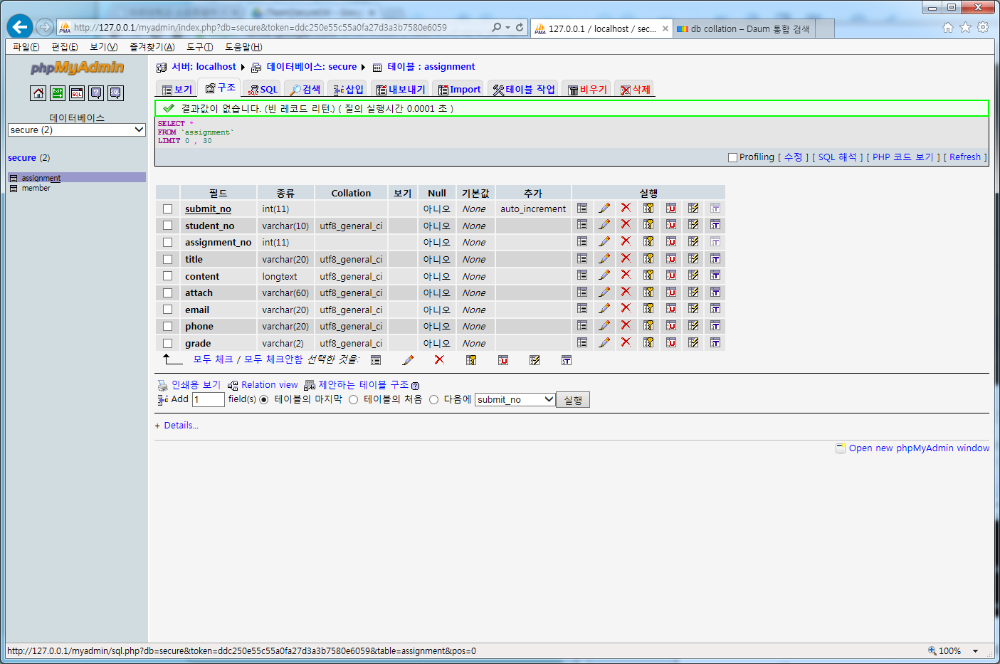 http://127.0.0.1/myadmin/index.php?db=secure&token=ddc250e55c55a0fa27d3a3b7580e6059
127.0.0.1 / localhost / sec...
db collation – Daum 통합 검색
파일(F) 편집(E) 보기(V) 즐겨찾기(A) 도구(T) 도움말(H)
phpMyAdmin
데이터베이스
secure (2)
secure (2)
assignment
member
서버: localhost ▶ 데이터베이스: secure ▶ 테이블 : assignment
보기 구조 SQL 검색 삽입 내보내기 Import 테이블 작업 비우기 삭제
결과값이 없습니다. (빈 레코드 리턴.) ( 질의 실행시간 0.0001 초 )
SELECT *
FROM `assignment`
LIMIT 0 , 30
Profiling [ 수정 ] [ SQL 해석 ] [ PHP 코드 보기 ] [ Refresh ]
필드 종류 Collation 보기 Null 기본값 추가 실행
submit_no int(11) 아니오 None auto_increment
student_no varchar(10) utf8_general_ci 아니오 None
assignment_no int(11) 아니오 None
title varchar(20) utf8_general_ci 아니오 None
content longtext utf8_general_ci 아니오 None
attach varchar(60) utf8_general_ci 아니오 None
email varchar(20) utf8_general_ci 아니오 None
phone varchar(20) utf8_general_ci 아니오 None
grade varchar(2) utf8_general_ci 아니오 None
모두 체크 / 모두 체크안함 선택한 것을:
인쇄용 보기 Relation view 제안하는 테이블 구조
Add 1 field(s) 테이블의 마지막 테이블의 처음 다음에 submit_no 실행
+ Details...
Open new phpMyAdmin window
http://127.0.0.1/myadmin/sql.php?db=secure&token=ddc250e55c55a0fa27d3a3b7580e6059&table=assignment&pos=0
100%